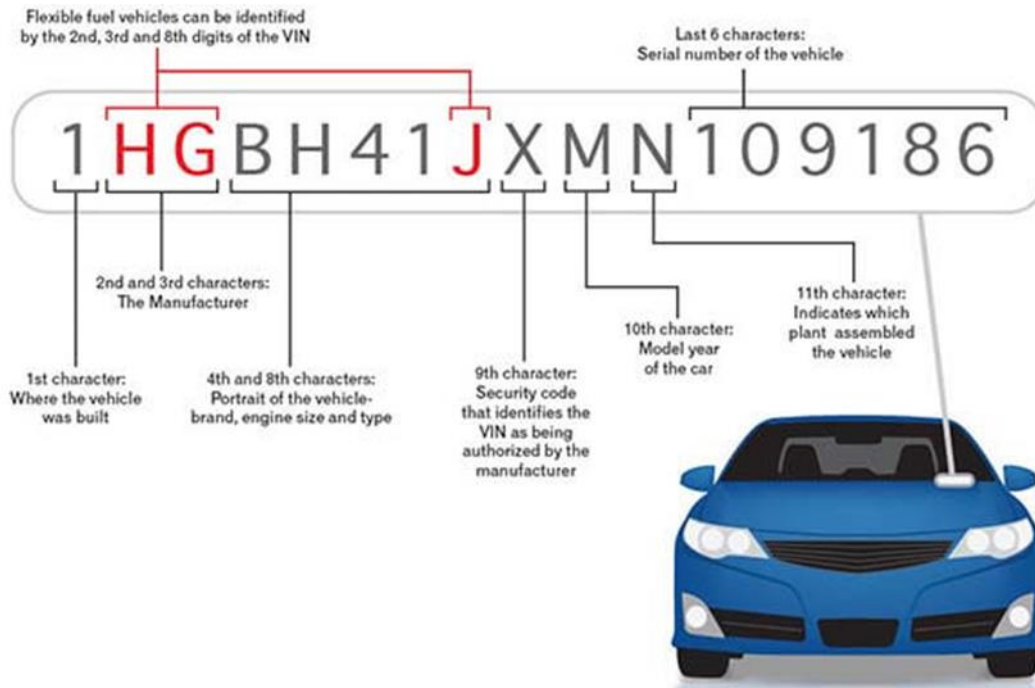 Flexible fuel vehicles can be identified
by the 2nd, 3rd and 8th digits of the VIN
Last 6 characters:
Serial number of the vehicle
1HGBH41JXMN109186
2nd and 3rd characters:
The Manufacturer
11th character:
Indicates which
plant assembled
the vehicle
10th character:
Model year
of the car
1st character:
Where the vehicle
was built
4th and 8th characters:
Portrait of the vehicle-
brand, engine size and type
9th character:
Security code
that identifies the
VIN as being
authorized by the
manufacturer